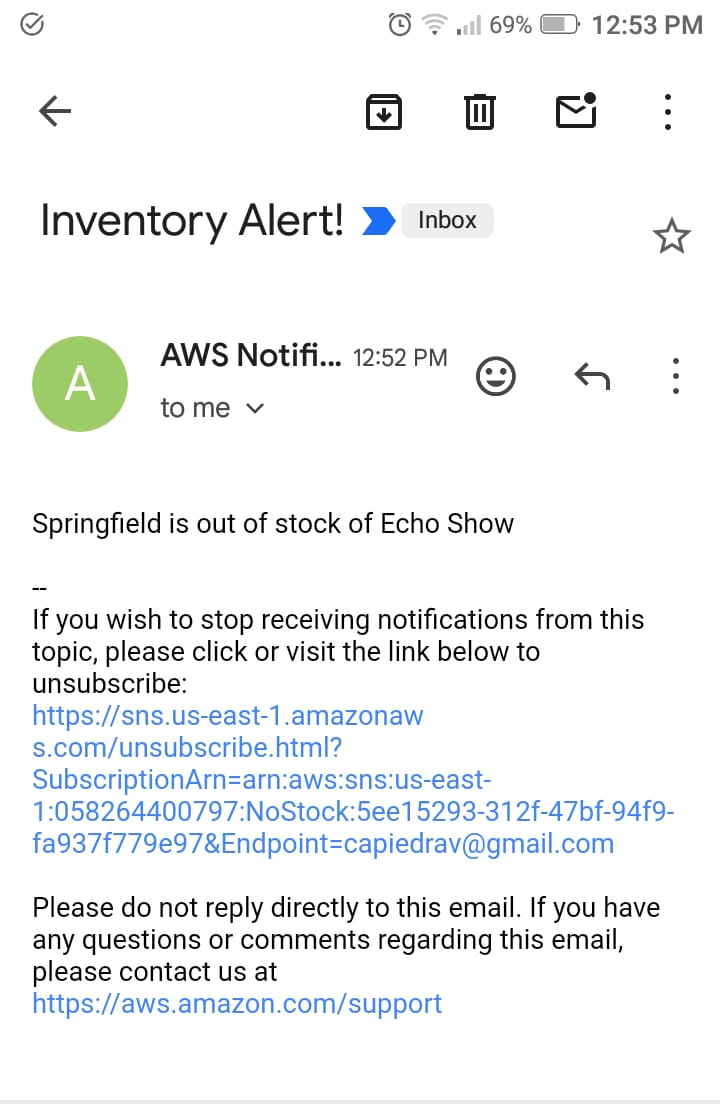 69% 12:53 PM
Inventory Alert! Inbox
A
AWS Notifi... 12:52 PM
to me
Springfield is out of stock of Echo Show
--
If you wish to stop receiving notifications from this
topic, please click or visit the link below to
unsubscribe:
https://sns.us-east-1.amazonaw
s.com/unsubscribe.html?
SubscriptionArn=arn:aws:sns:us-east-
1:058264400797:NoStock:5ee15293-312f-47bf-94f9-
fa937f779e97&Endpoint=capiedrav@gmail.com
Please do not reply directly to this email. If you have
any questions or comments regarding this email,
please contact us at
https://aws.amazon.com/support